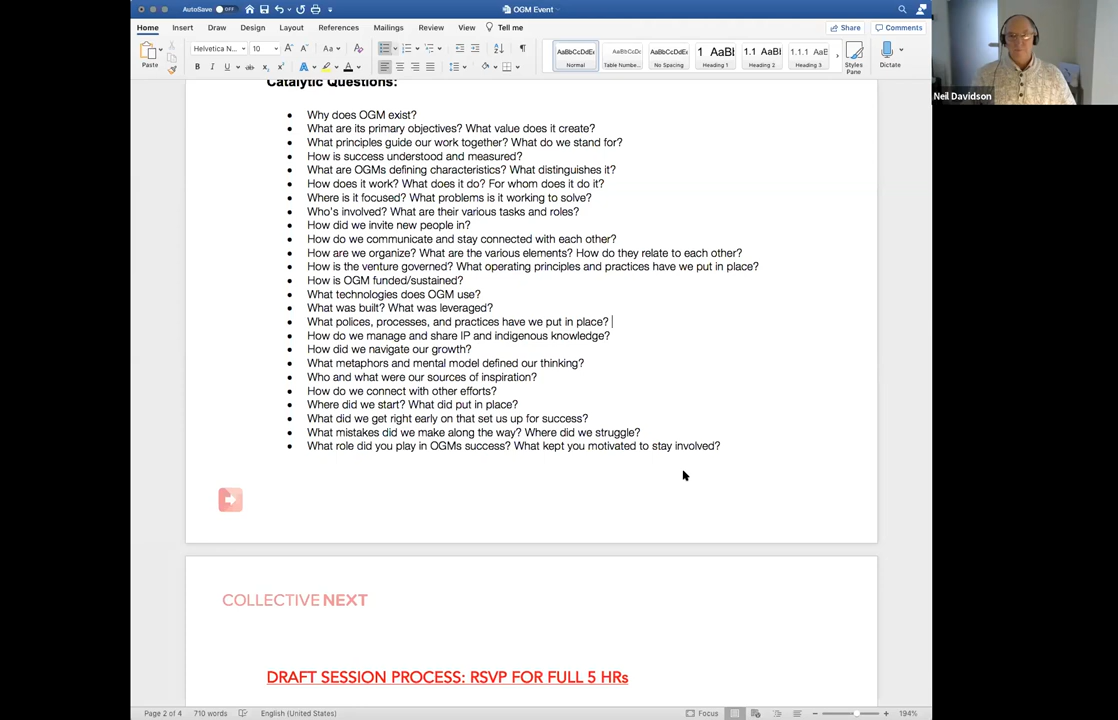 AutoSave OFF
OGM Event
Home Insert Draw Design Layout References Mailings Review View Tell me Share Comments
Paste
Helvetica N... 10
Normal Table Numbe... No Spacing Heading 1 Heading 2 Heading 3 Styles Pane Dictate
Neil Davidson
Catalytic Questions:
• Why does OGM exist?
• What are its primary objectives? What value does it create?
• What principles guide our work together? What do we stand for?
• How is success understood and measured?
• What are OGMs defining characteristics? What distinguishes it?
• How does it work? What does it do? For whom does it do it?
• Where is it focused? What problems is it working to solve?
• Who's involved? What are their various tasks and roles?
• How did we invite new people in?
• How do we communicate and stay connected with each other?
• How are we organize? What are the various elements? How do they relate to each other?
• How is the venture governed? What operating principles and practices have we put in place?
• How is OGM funded/sustained?
• What technologies does OGM use?
• What was built? What was leveraged?
• What polices, processes, and practices have we put in place?
• How do we manage and share IP and indigenous knowledge?
• How did we navigate our growth?
• What metaphors and mental model defined our thinking?
• Who and what were our sources of inspiration?
• How do we connect with other efforts?
• Where did we start? What did put in place?
• What did we get right early on that set us up for success?
• What mistakes did we make along the way? Where did we struggle?
• What role did you play in OGMs success? What kept you motivated to stay involved?
COLLECTIVE NEXT
DRAFT SESSION PROCESS: RSVP FOR FULL 5 HRs
Page 2 of 4 710 words English (United States) Focus 194%